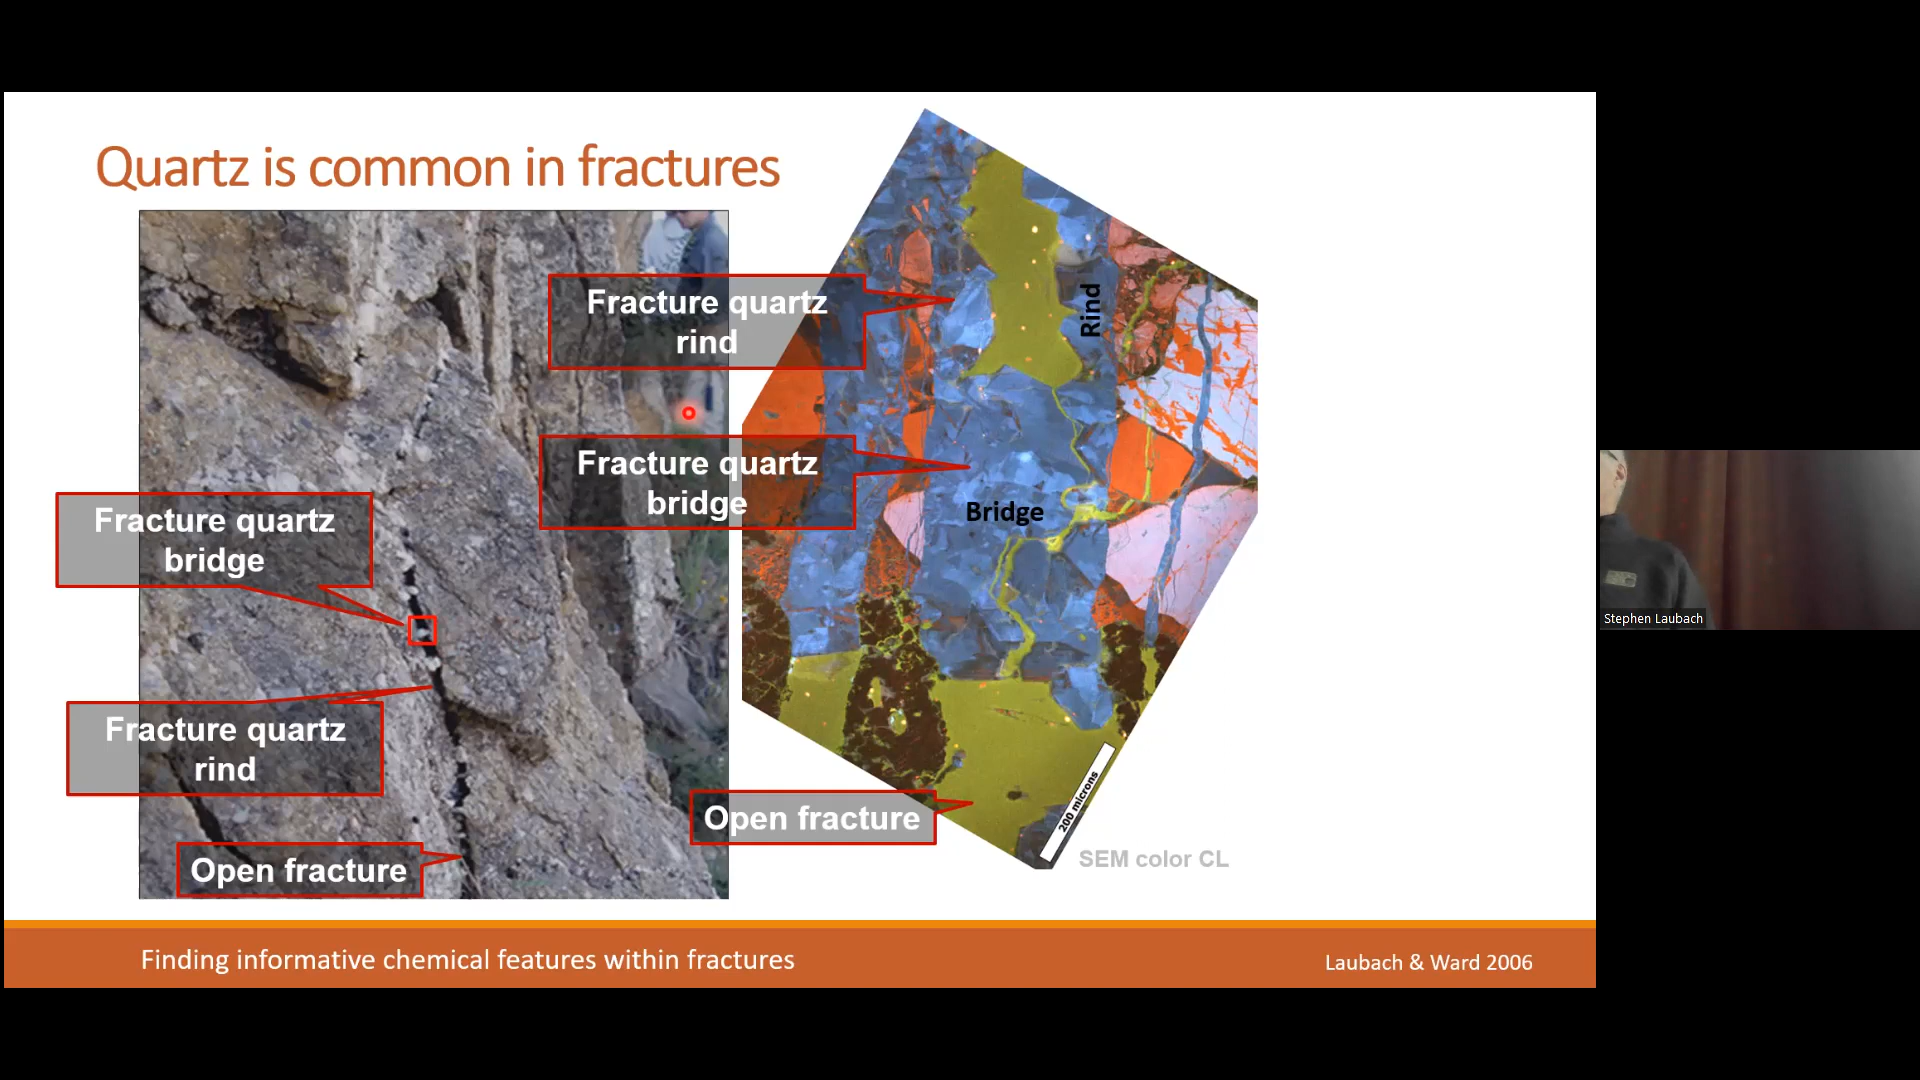 Quartz is common in fractures
Fracture quartz
rind
Rind
Fracture quartz
bridge
Bridge
Fracture quartz
bridge
Fracture quartz
rind
Open fracture
Open fracture
200 microns
SEM color CL
Finding informative chemical features within fractures
Laubach & Ward 2006
Stephen Laubach